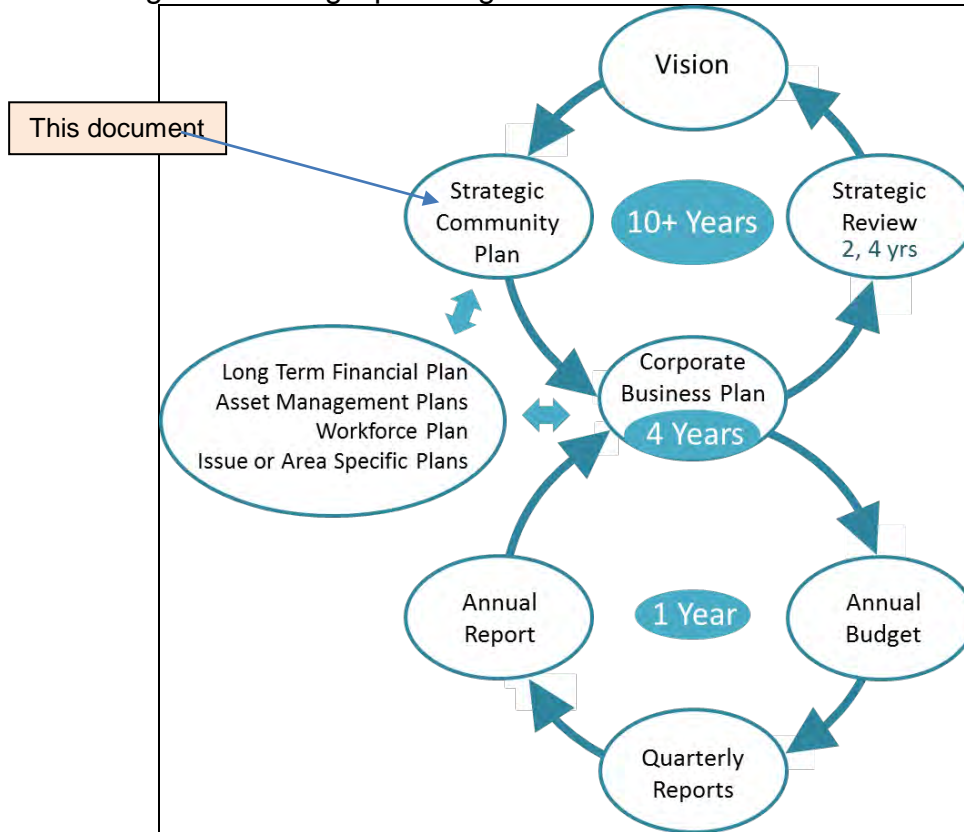 Vision
This document
Strategic
Community
Plan
10+ Years
Strategic
Review
2, 4 yrs
Long Term Financial Plan
Asset Management Plans
Workforce Plan
Issue or Area Specific Plans
Corporate
Business Plan
4 Years
Annual
Report
1 Year
Annual
Budget
Quarterly
Reports